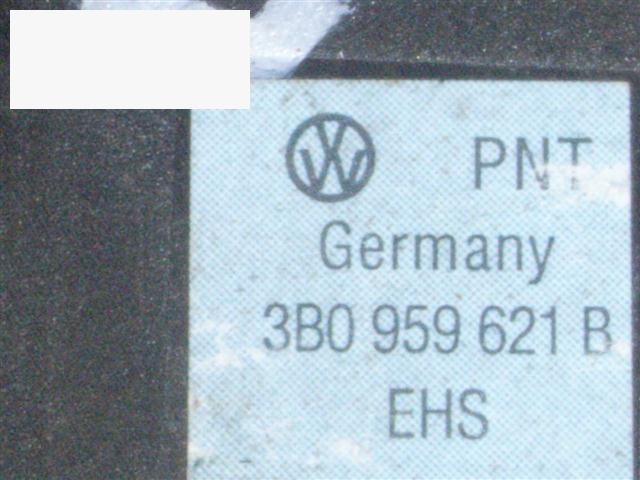 PNT
Germany
3B0 959 621 B
EHS